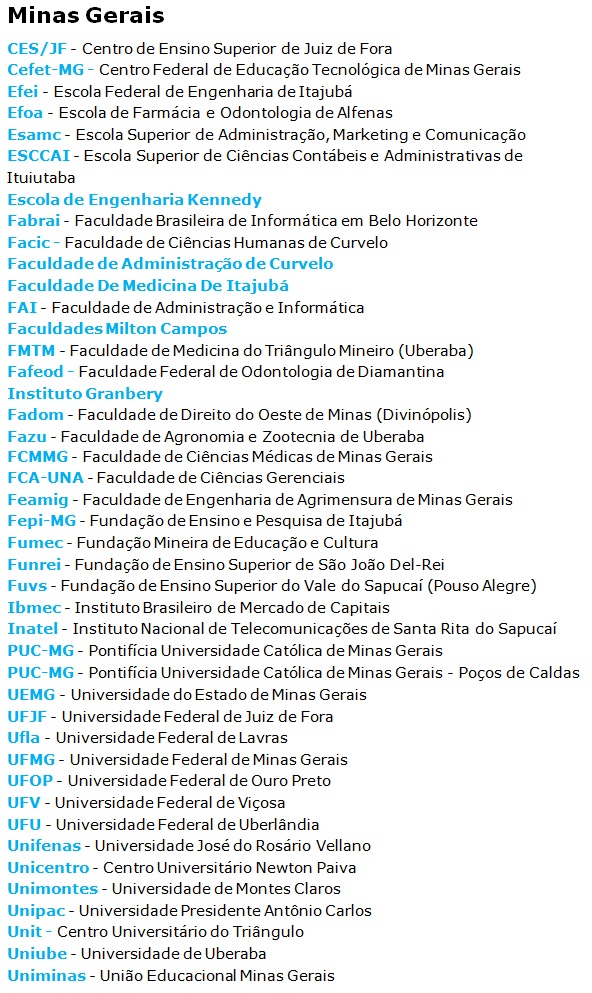 Minas Gerais
CES/JF - Centro de Ensino Superior de Juiz de Fora
Cefet-MG - Centro Federal de Educação Tecnológica de Minas Gerais
Efei - Escola Federal de Engenharia de Itajubá
Efoa - Escola de Farmácia e Odontologia de Alfenas
Esamc - Escola Superior de Administração, Marketing e Comunicação
ESCCAI - Escola Superior de Ciências Contábeis e Administrativas de
Ituiutaba
Escola de Engenharia Kennedy
Fabrai - Faculdade Brasileira de Informática em Belo Horizonte
Facic - Faculdade de Ciências Humanas de Curvelo
Faculdade de Administração de Curvelo
Faculdade De Medicina De Itajubá
FAI - Faculdade de Administração e Informática
Faculdades Milton Campos
FMTM - Faculdade de Medicina do Triângulo Mineiro (Uberaba)
Fafeod - Faculdade Federal de Odontologia de Diamantina
Instituto Granbery
Fadom - Faculdade de Direito do Oeste de Minas (Divinópolis)
Fazu - Faculdade de Agronomia e Zootecnia de Uberaba
FCMMG - Faculdade de Ciências Médicas de Minas Gerais
FCA-UNA - Faculdade de Ciências Gerenciais
Feamig - Faculdade de Engenharia de Agrimensura de Minas Gerais
Fepi-MG - Fundação de Ensino e Pesquisa de Itajubá
Fumec - Fundação Mineira de Educação e Cultura
Funrei - Fundação de Ensino Superior de São João Del-Rei
Fuvs - Fundação de Ensino Superior do Vale do Sapucaí (Pouso Alegre)
Ibmec - Instituto Brasileiro de Mercado de Capitais
Inatel - Instituto Nacional de Telecomunicações de Santa Rita do Sapucaí
PUC-MG - Pontifícia Universidade Católica de Minas Gerais
PUC-MG - Pontifícia Universidade Católica de Minas Gerais - Poços de Caldas
UEMG - Universidade do Estado de Minas Gerais
UFJF - Universidade Federal de Juiz de Fora
Ufla - Universidade Federal de Lavras
UFMG - Universidade Federal de Minas Gerais
UFOP - Universidade Federal de Ouro Preto
UFV - Universidade Federal de Viçosa
UFU - Universidade Federal de Uberlândia
Unifenas - Universidade José do Rosário Vellano
Unicentro - Centro Universitário Newton Paiva
Unimontes - Universidade de Montes Claros
Unipac - Universidade Presidente Antônio Carlos
Unit - Centro Universitário do Triângulo
Uniube - Universidade de Uberaba
Uniminas - União Educacional Minas Gerais